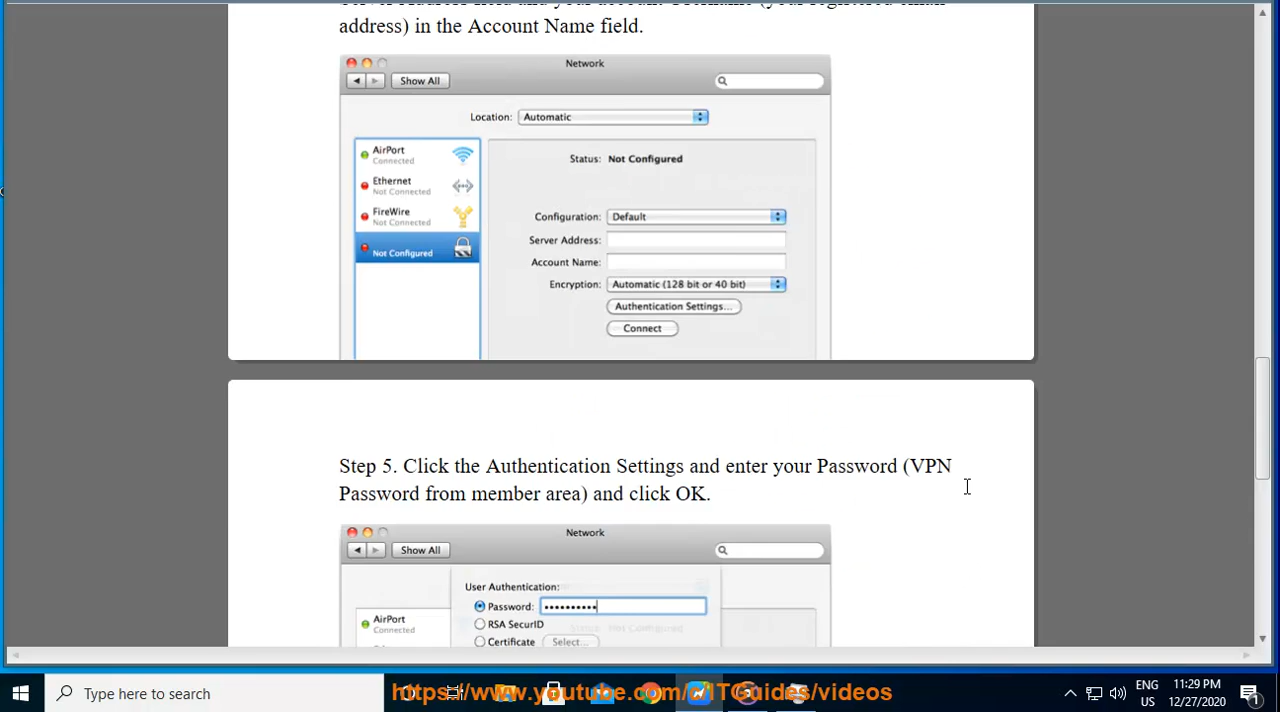 address) in the Account Name field.
Network
Show All
Location: Automatic
AirPort
Connected
Status: Not Configured
Ethernet
Not Connected
FireWire
Not Connected
Configuration: Default
Server Address:
Not Configured
Account Name:
Encryption: Automatic (128 bit or 40 bit)
Authentication Settings...
Connect
Step 5. Click the Authentication Settings and enter your Password (VPN
Password from member area) and click OK.
Network
Show All
User Authentication:
Password: ••••••••••
AirPort
Connected
RSA SecurID
Status: Not Configured
Certificate Select...
Type here to search
https://www.youtube.com/c/ITGuides/videos
ENG
US
11:29 PM
12/27/2020
1